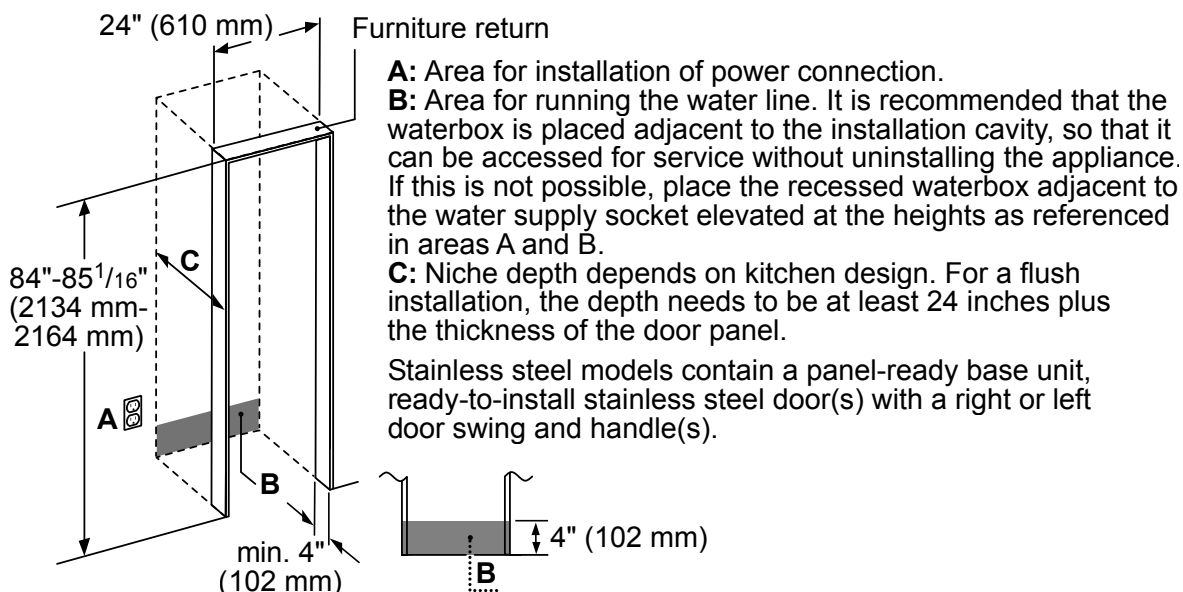 24" (610 mm)
Furniture return
A: Area for installation of power connection.
B: Area for running the water line. It is recommended that the
waterbox is placed adjacent to the installation cavity, so that it
can be accessed for service without uninstalling the appliance.
If this is not possible, place the recessed waterbox adjacent to
the water supply socket elevated at the heights as referenced
in areas A and B.
C: Niche depth depends on kitchen design. For a flush
installation, the depth needs to be at least 24 inches plus
the thickness of the door panel.
Stainless steel models contain a panel-ready base unit,
ready-to-install stainless steel door(s) with a right or left
door swing and handle(s).
C
84"-85 1/16"
(2134 mm-
2164 mm)
A
B
min. 4"
(102 mm)
4" (102 mm)
B